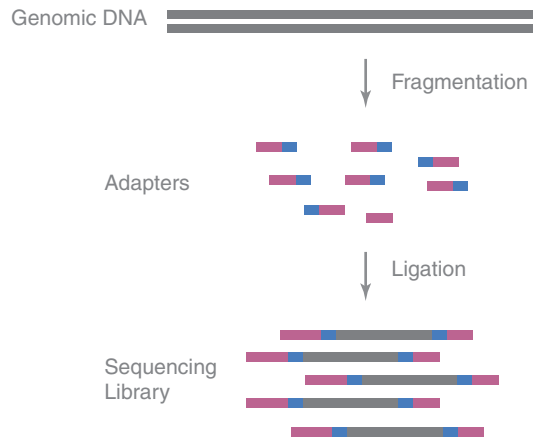 Genomic DNA
Fragmentation
Adapters
Ligation
Sequencing
Library